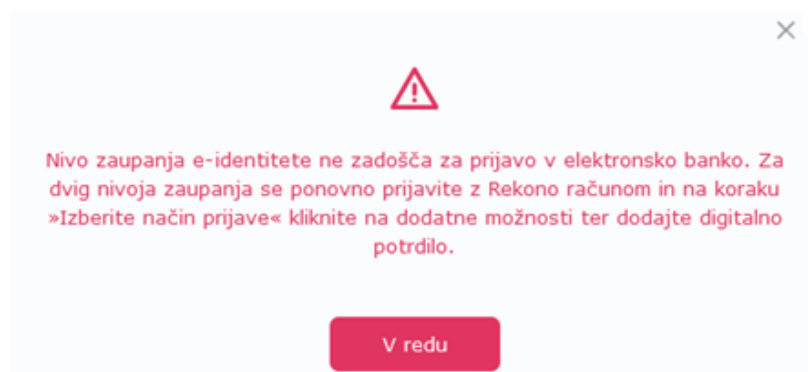 Nivo zaupanja e-identitete ne zadošča za prijavo v elektronsko banko. Za
dvig nivoja zaupanja se ponovno prijavite z Rekono računom in na koraku
»Izberite način prijave« kliknite na dodatne možnosti ter dodajte digitalno
potrdilo.
V redu